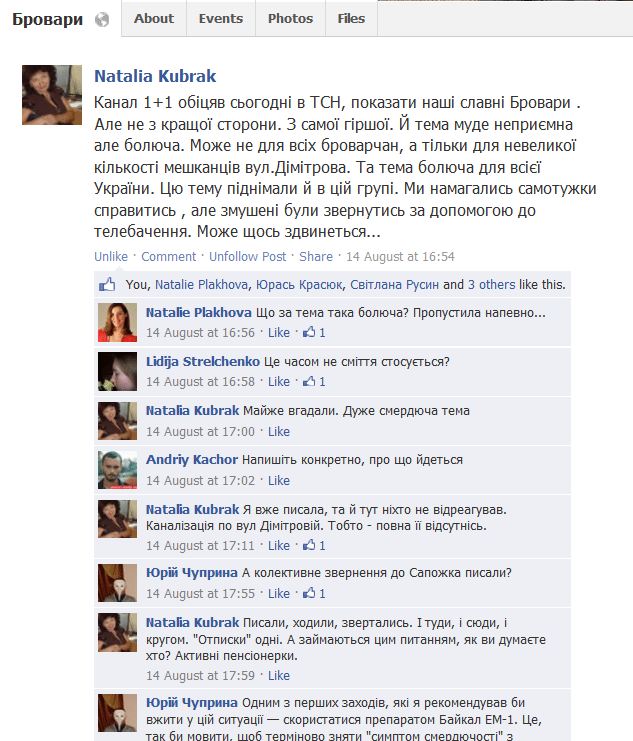 Бровари About Events Photos Files
Natalia Kubrak
Канал 1+1 обіцяв сьогодні в ТСН, показати наші славні Бровари .
Але не з кращої сторони. З самої гіршої. Й тема муде неприємна
але болюча. Може не для всіх броварчан, а тільки для невеликої
кількості мешканців вул.Дімітрова. Та тема болюча для всієї
України. Цю тему піднімали й в цій групі. Ми намагались самотужки
справитись , але змушені були звернутись за допомогою до
телебачення. Може щось здвинеться...
Unlike · Comment · Unfollow Post · Share · 14 August at 16:54
You, Natalie Plakhova, Юрась Красюк, Світлана Русин and 3 others like this.
Natalie Plakhova Що за тема така болюча? Пропустила напевно...
14 August at 16:56 · Like · 1
Lidija Strelchenko Це часом не сміття стосується?
14 August at 16:58 · Like · 1
Natalia Kubrak Майже вгадали. Дуже смердюча тема
14 August at 17:00 · Like
Andriy Kachor Напишіть конкретно, про що йдеться
14 August at 17:02 · Like
Natalia Kubrak Я вже писала, та й тут ніхто не відреагував.
Каналізація по вул Дімітровій. Тобто - повна її відсутнісь.
14 August at 17:11 · Like · 1
Юрій Чуприна А колективне звернення до Сапожка писали?
14 August at 17:55 · Like · 1
Natalia Kubrak Писали, ходили, звертались. І туди, і сюди, і
кругом. "Отписки" одні. А займаються цим питанням, як ви думаєте
хто? Активні пенсіонерки.
14 August at 17:59 · Like
Юрій Чуприна Одним з перших заходів, які я рекомендував би
вжити у цій ситуації — скористатися препаратом Байкал ЕМ-1. Це,
так би мовити, щоб терміново зняти "симптом смердючості" з